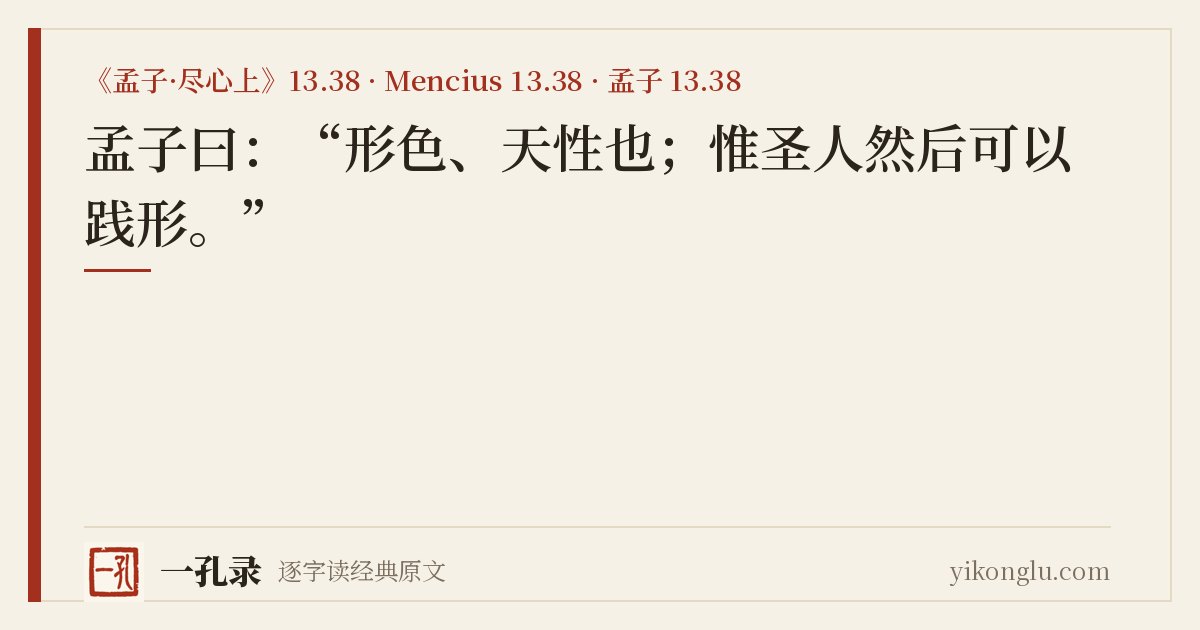 《孟子·尽心上》13.38 · Mencius 13.38 · 孟子 13.38
孟子曰：“形色、天性也；惟圣人然后可以
践形。”
一孔
一孔录 逐字读经典原文 yikonglu.com